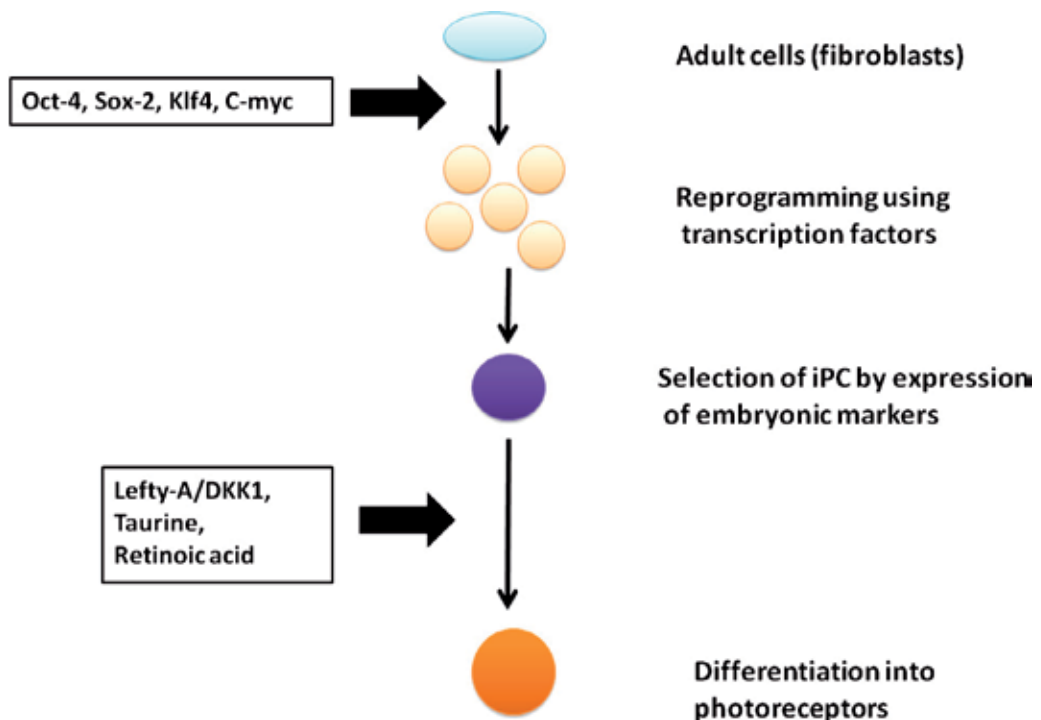 Adult cells (fibroblasts)
Oct-4, Sox-2, Klf4, C-myc
Reprogramming using
transcription factors
Selection of iPC by expression
of embryonic markers
Lefty-A/DKK1,
Taurine,
Retinoic acid
Differentiation into
photoreceptors